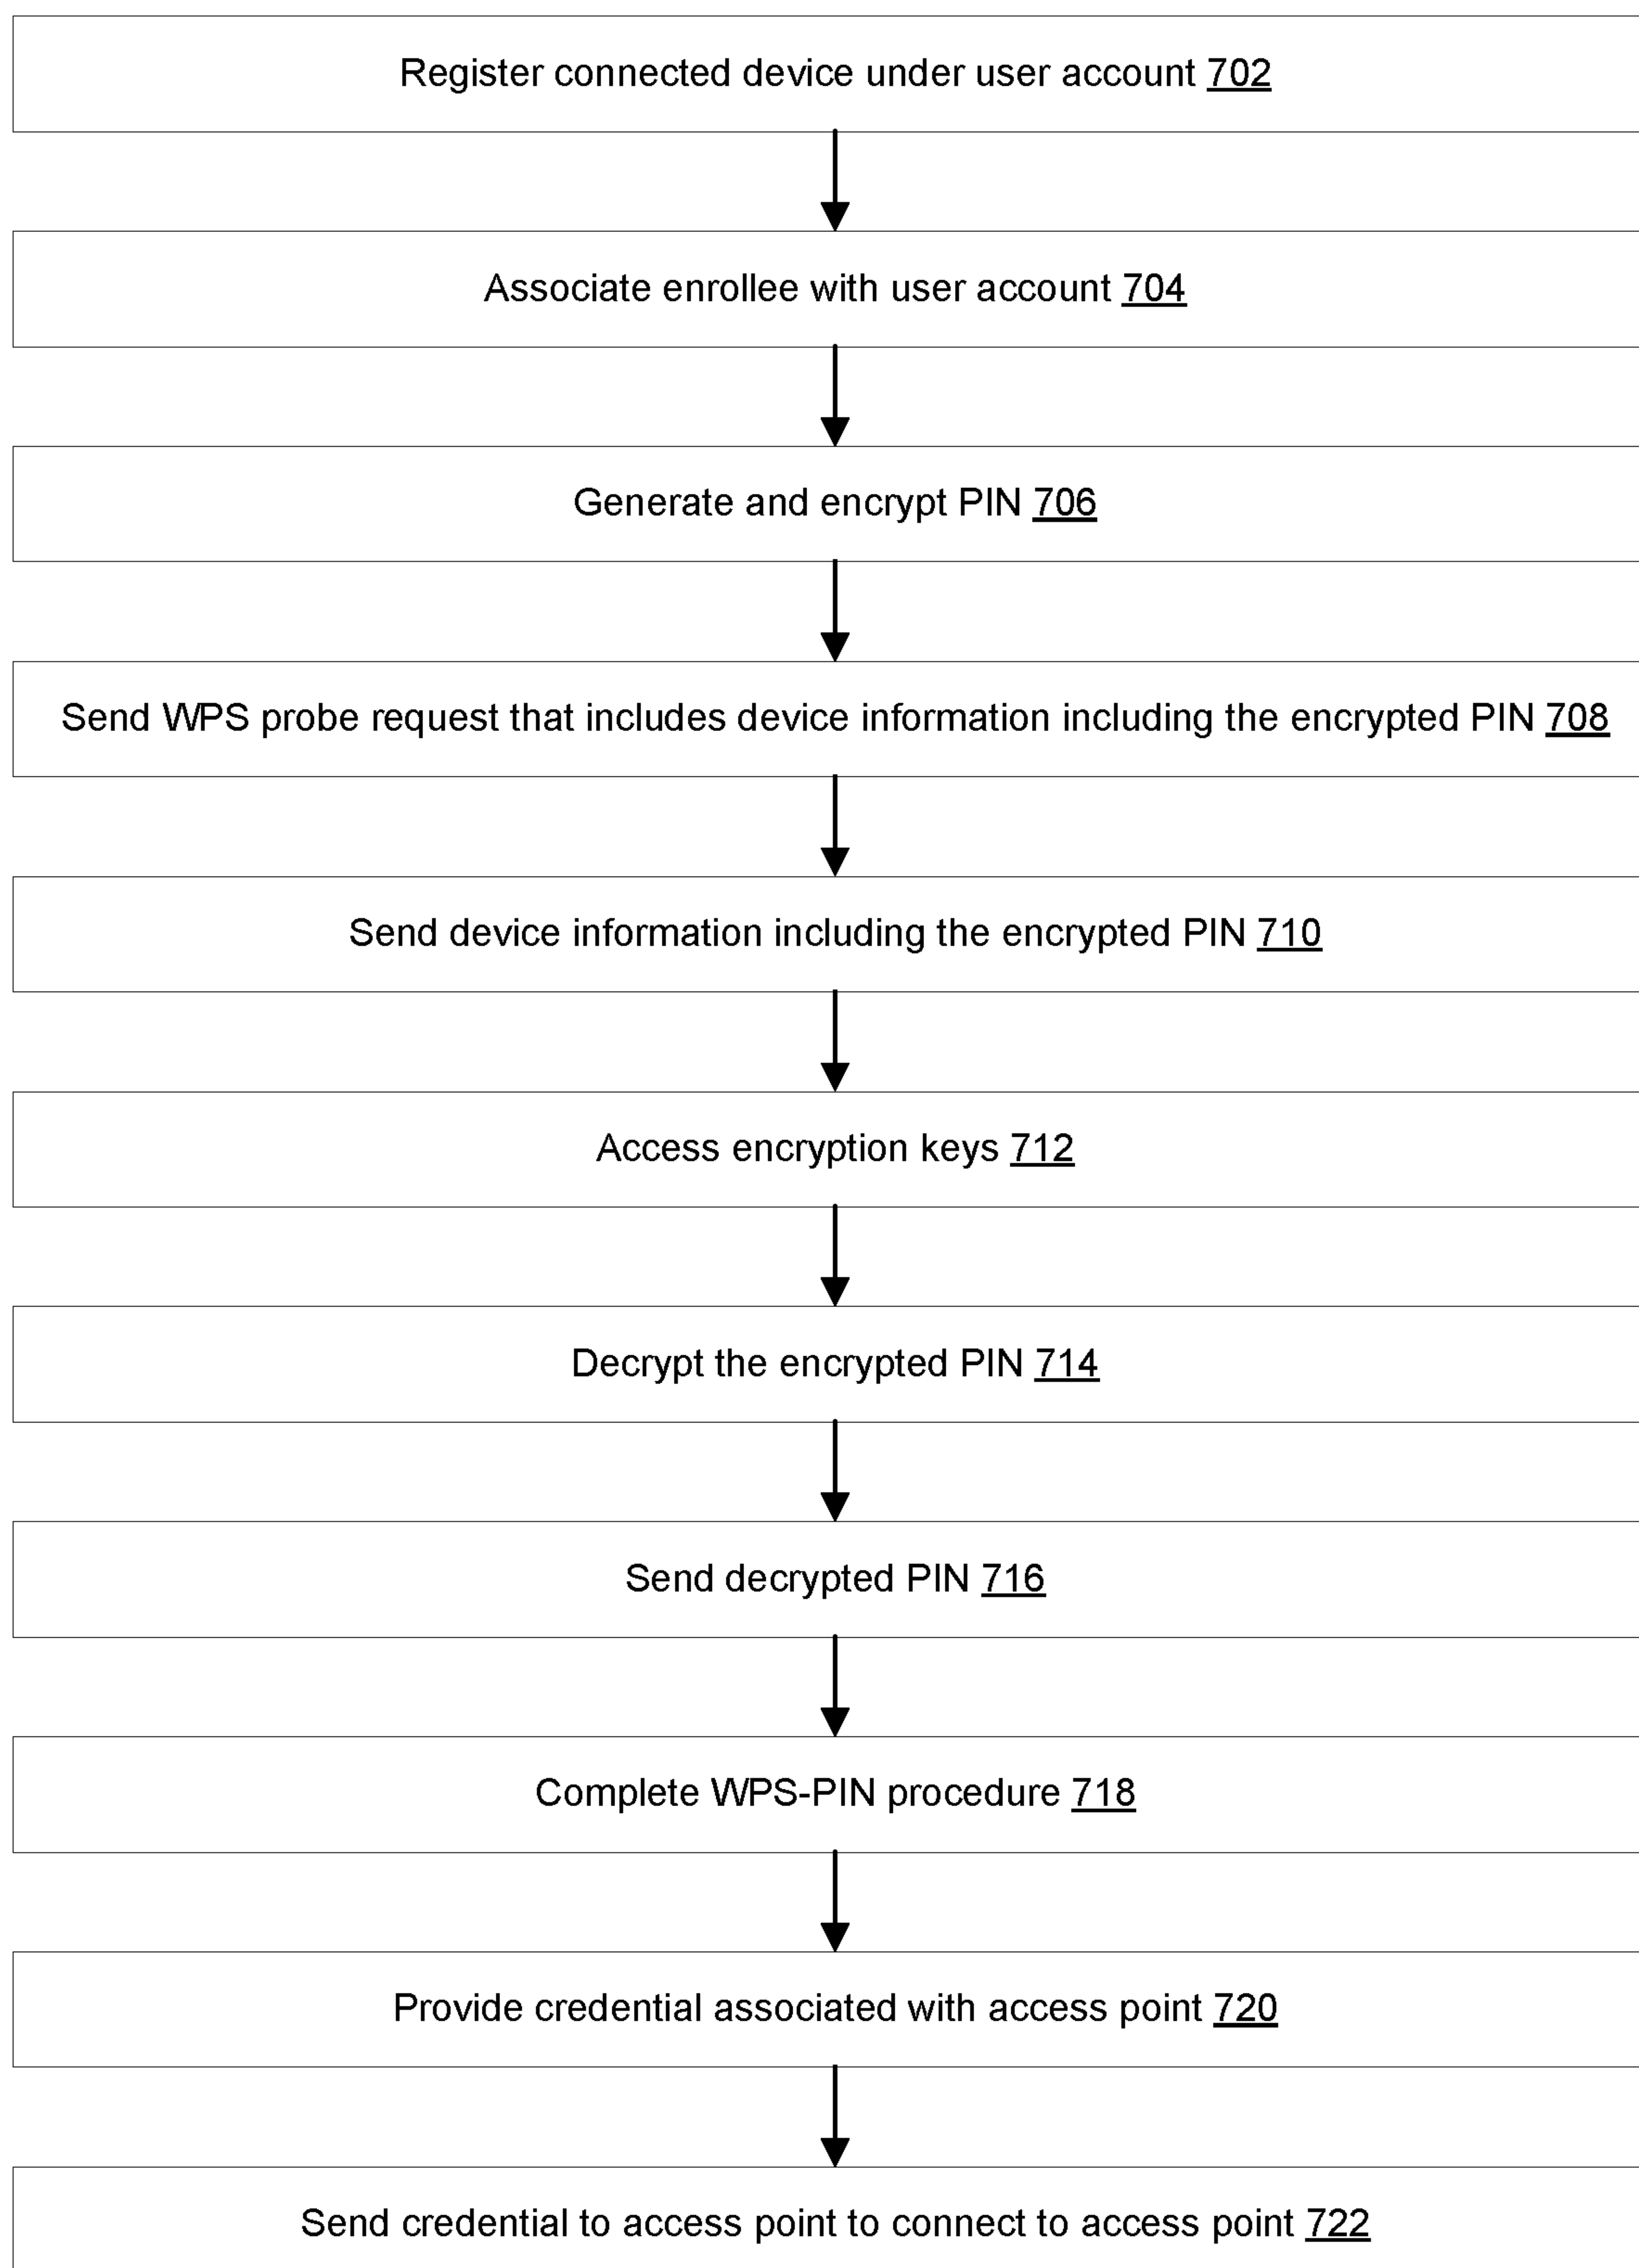 Register connected device under user account 702
Associate enrollee with user account 704
Generate and encrypt PIN 706
Send WPS probe request that includes device information including the encrypted PIN 708
Send device information including the encrypted PIN 710
Access encryption keys 712
Decrypt the encrypted PIN 714
Send decrypted PIN 716
Complete WPS-PIN procedure 718
Provide credential associated with access point 720
Send credential to access point to connect to access point 722